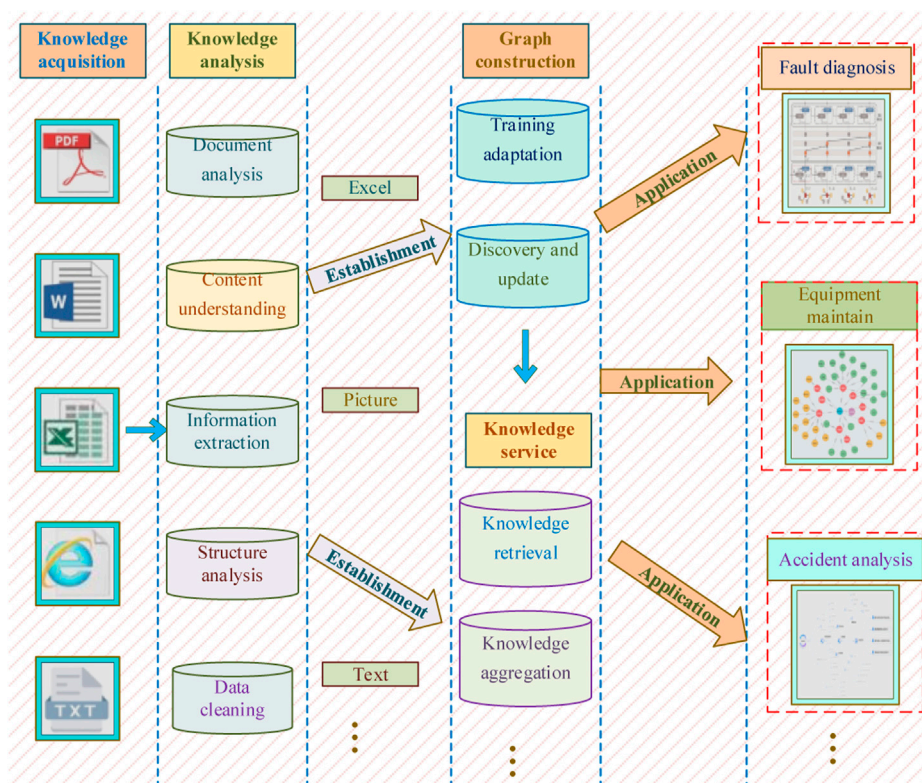 Knowledge
acquisition
Knowledge
analysis
Graph
construction
Fault diagnosis
PDF
Document
analysis
Training
adaptation
Excel
Application
Establishment
W
Content
understanding
Discovery and
update
Equipment
maintain
Picture
Application
X
Information
extraction
Knowledge
service
Structure
analysis
Establishment
Knowledge
retrieval
Application
Accident analysis
TXT
Data
cleaning
Text
Knowledge
aggregation